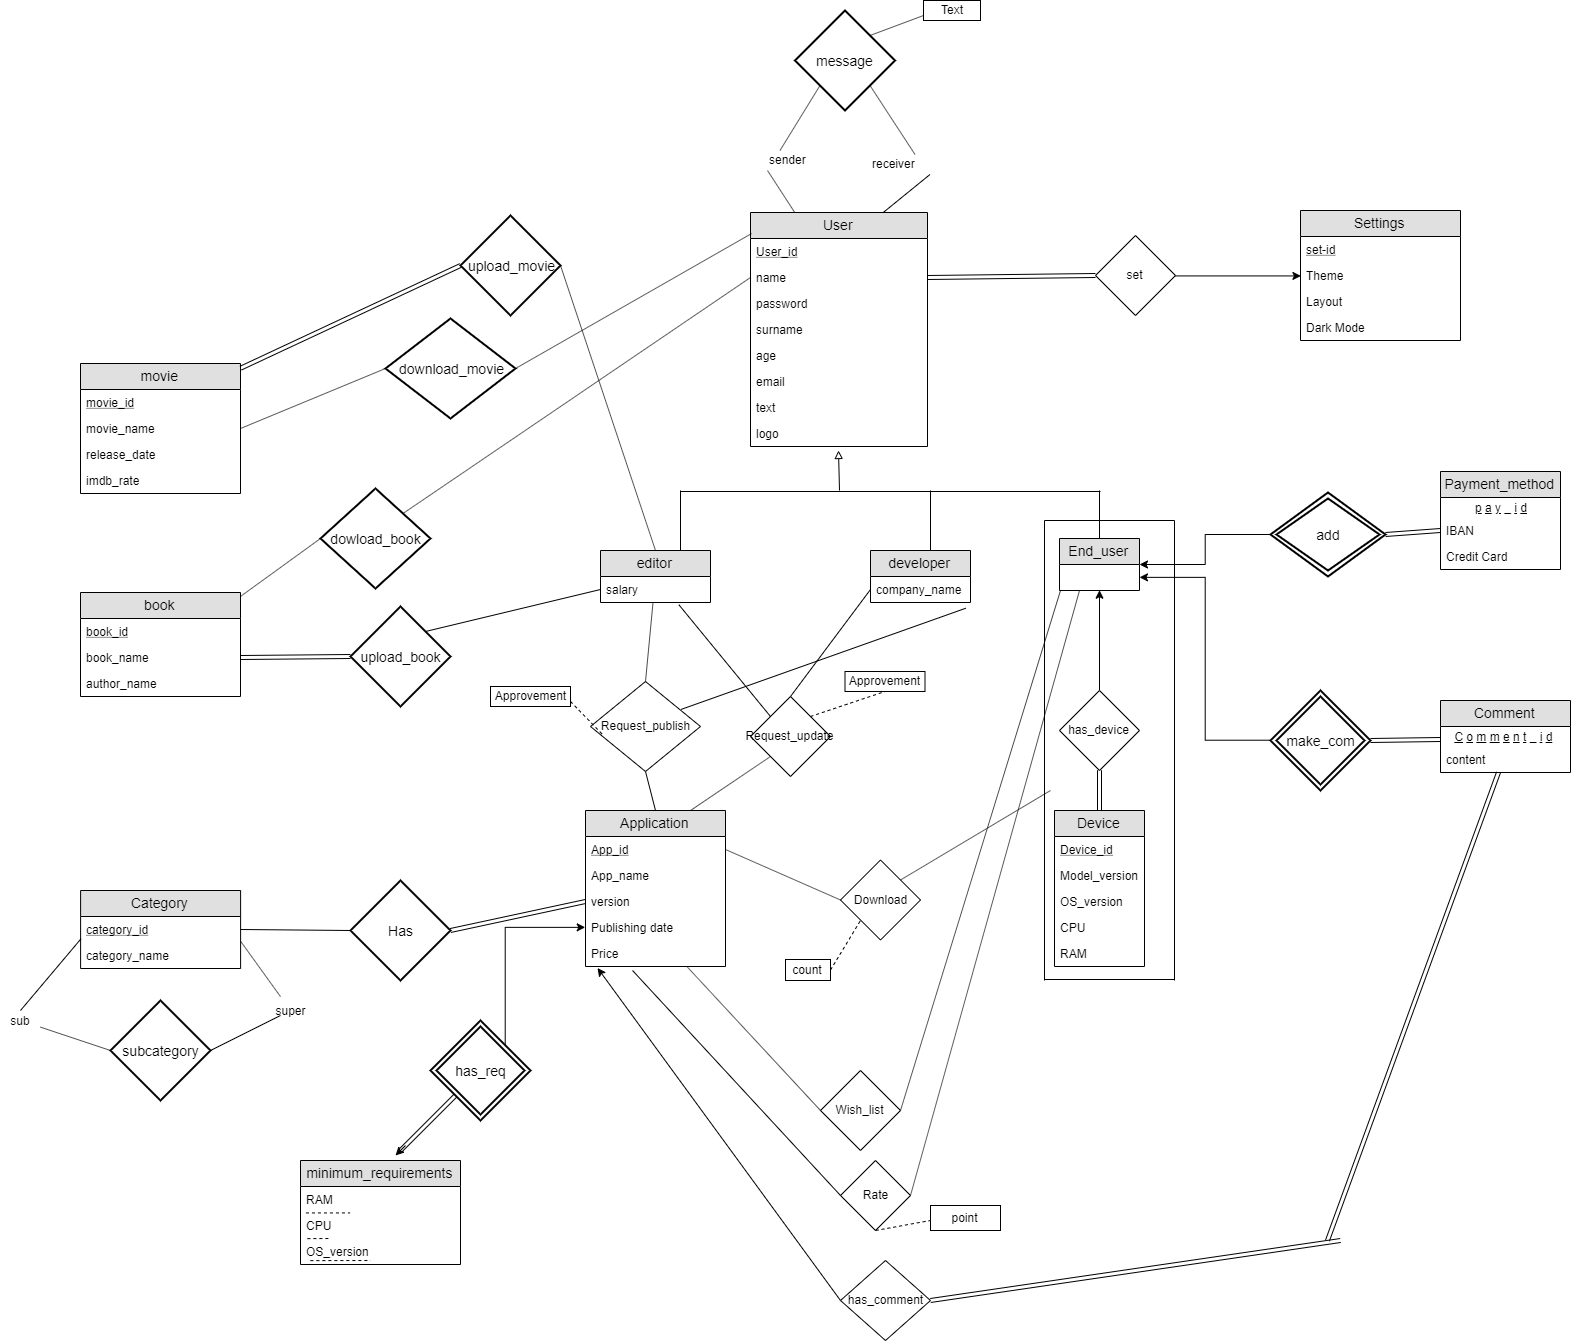 Text
message
sender
receiver
User
User_id
name
password
surname
age
email
text
logo
set
Settings
set-id
Theme
Layout
Dark Mode
upload_movie
download_movie
movie
movie_id
movie_name
release_date
imdb_rate
dowload_book
book
book_id
book_name
author_name
upload_book
editor
salary
developer
company_name
End_user
add
Payment_method
pay_id
IBAN
Credit Card
Approvement
Request_publish
Approvement
Request_update
has_device
make_com
Comment
Comment_id
content
Application
App_id
App_name
version
Publishing date
Price
Device
Device_id
Model_version
OS_version
CPU
RAM
Download
count
Category
category_id
category_name
Has
sub
super
subcategory
has_req
minimum_requirements
RAM
CPU
OS_version
Wish_list
Rate
point
has_comment